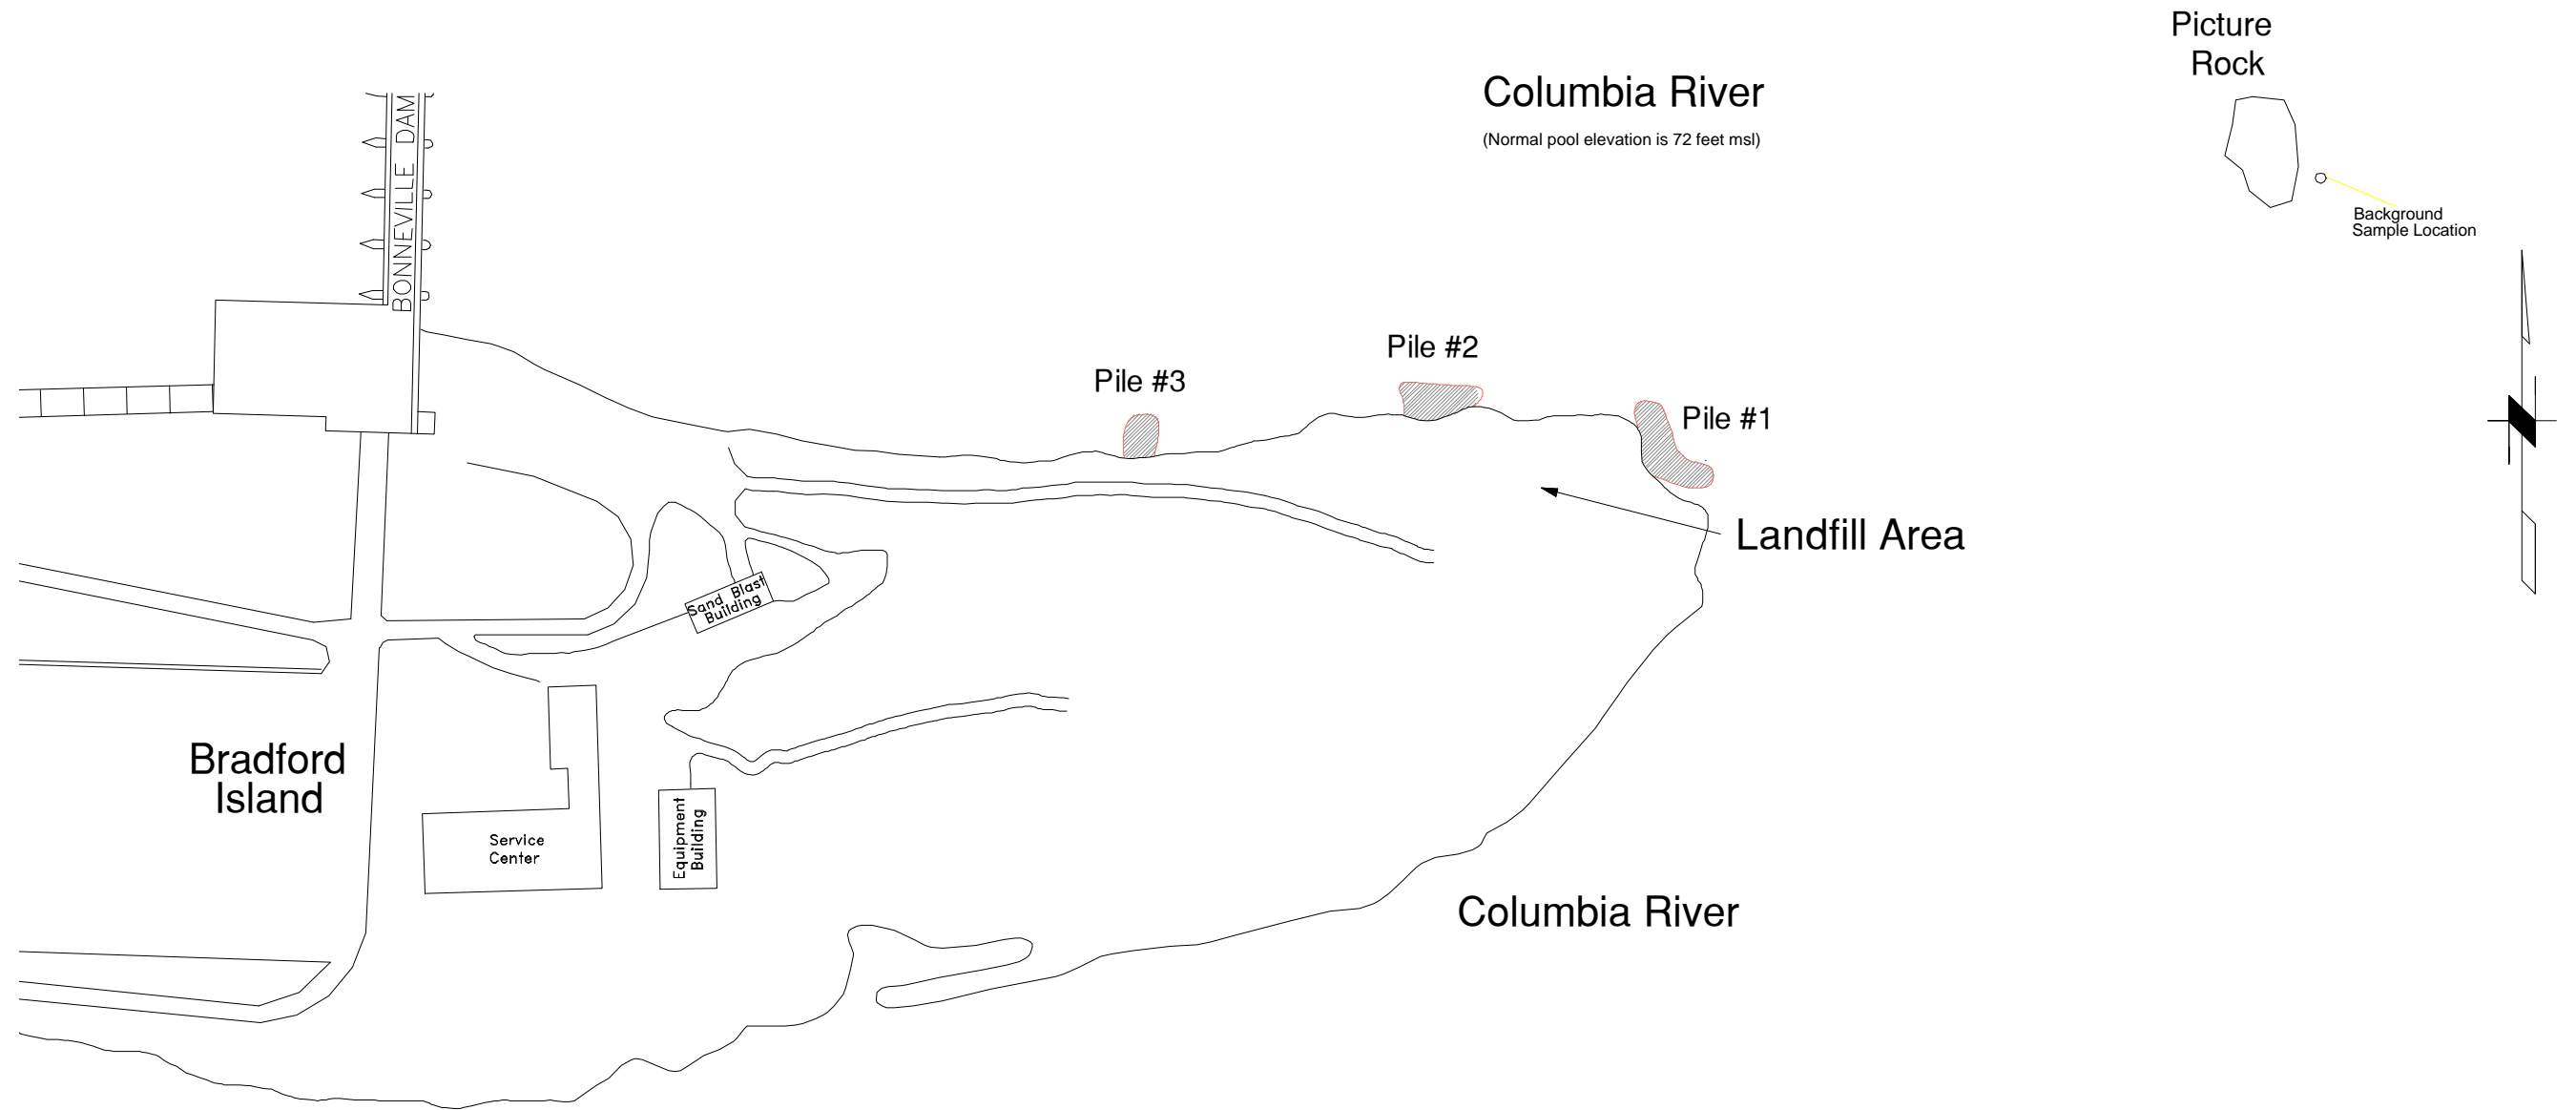 Picture
Rock
Columbia River
(Normal pool elevation is 72 feet msl)
BONNEVILLE DAM
Background
Sample Location
Pile #2
Pile #3
Pile #1
Landfill Area
Sand Blast
Building
Bradford
Island
Service
Center
Equipment
Building
Columbia River